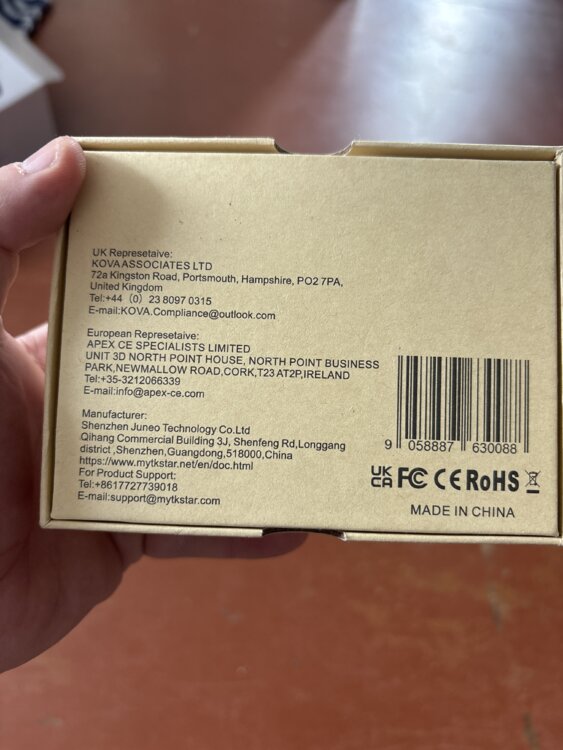 UK Represetaive:
KOVA ASSOCIATES LTD
72a Kingston Road, Portsmouth, Hampshire, PO2 7PA,
United Kingdom
Tel:+44（0）23 8097 0315
E-mail:KOVA.Compliance@outlook.com
European Represetaive:
APEX CE SPECIALISTS LIMITED
UNIT 3D NORTH POINT HOUSE, NORTH POINT BUSINESS
PARK,NEWMALLOW ROAD,CORK,T23 AT2P,IRELAND
Tel:+35-3212066339
E-mail:info@apex-ce.com
Manufacturer:
Shenzhen Juneo Technology Co.Ltd
Qihang Commercial Building 3J, Shenfeng Rd,Longgang
district ,Shenzhen,Guangdong,518000,China
https://www.mytkstar.net/en/doc.html
For Product Support:
Tel:+8617727739018
E-mail:support@mytkstar.com
9 058887 630088
UK CA FC CE RoHS
MADE IN CHINA